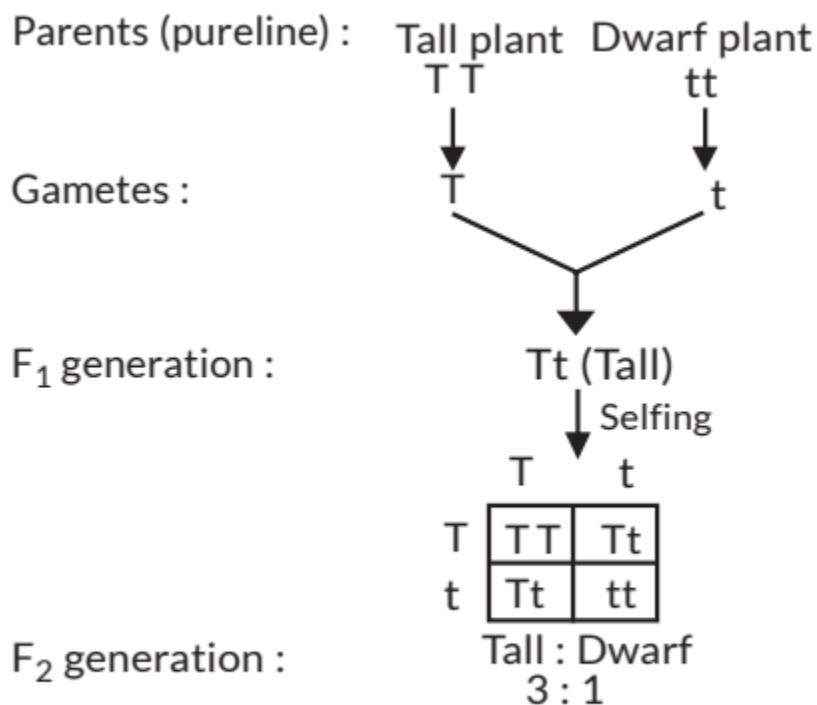 Parents (pureline) : Tall plant Dwarf plant
T T tt
Gametes : T t
F₁ generation : Tt (Tall)
Selfing
T t
T TT Tt
t Tt tt
F₂ generation : Tall : Dwarf
3 : 1